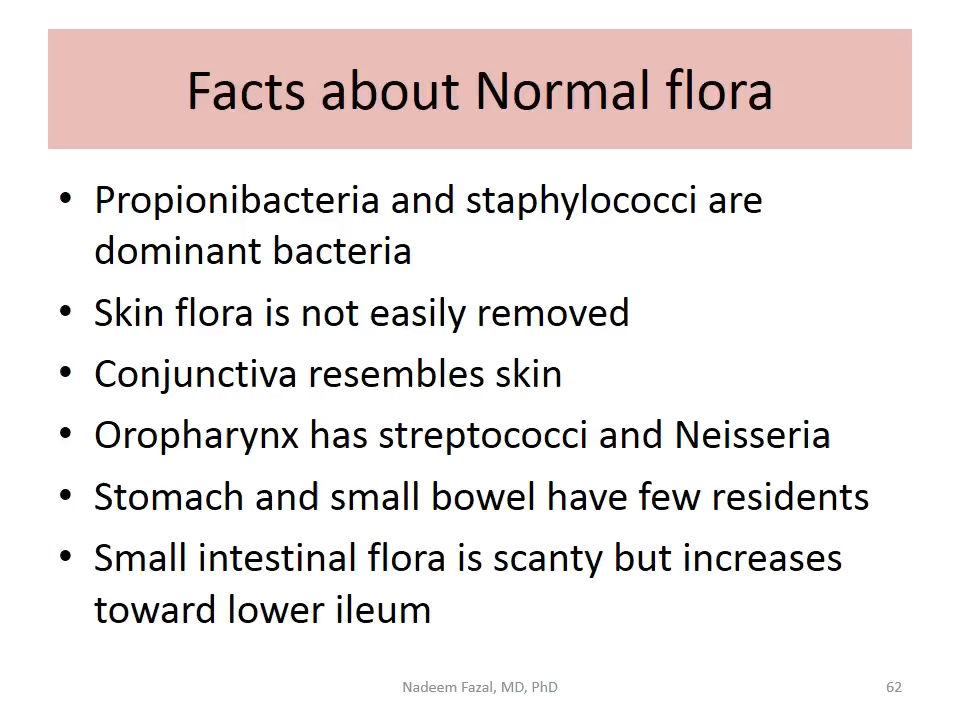 Facts about Normal flora
• Propionibacteria and staphylococci are
dominant bacteria
• Skin flora is not easily removed
• Conjunctiva resembles skin
• Oropharynx has streptococci and Neisseria
• Stomach and small bowel have few residents
• Small intestinal flora is scanty but increases
toward lower ileum
Nadeem Fazal, MD, PhD
62